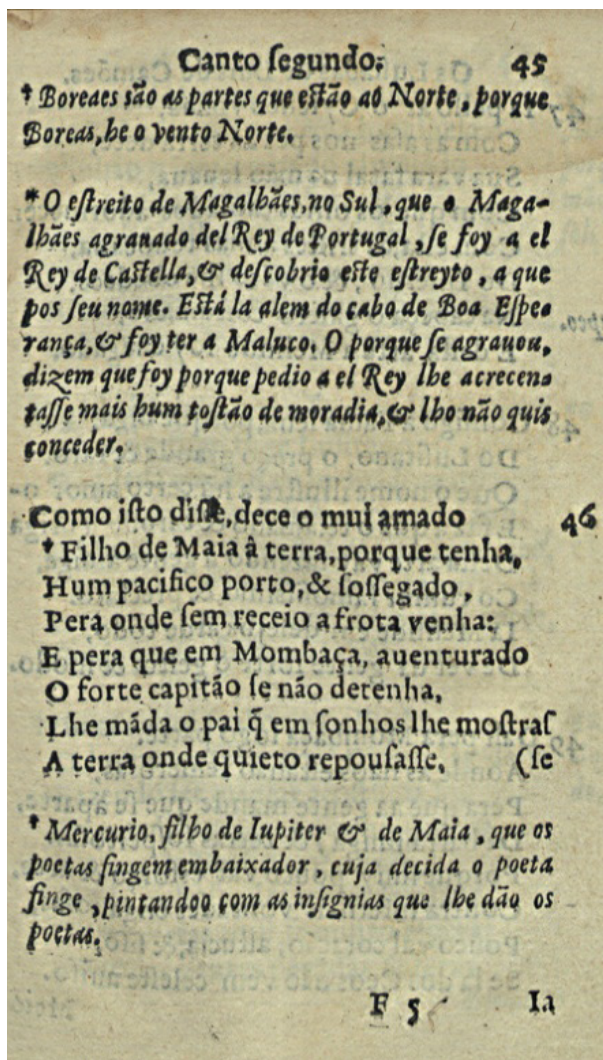 Canto ſegundo. 45
* Boreaes ſão as partes que eſtão ao Norte, porque
Boreas, he o vento Norte.
* O eſtreito de Magalhães, no Sul, que o Maga-
lhães agrauado del Rey de Portugal, ſe foy a el
Rey de Caſtella, & deſcobrio eſte eſtreyto, a que
pos ſeu nome. Eſtá la alem do cabo de Boa Eſpe-
rança, & foy ter a Maluco. O porque ſe agrauou,
dizem que foy porque pedio a el Rey lhe acrecen-
taſſe mais hum toſtão de moradia, & lho não quis
conceder.
Como iſto diſſe, dece o mui amado 46
* Filho de Maia â terra, porque tenha,
Hum pacifico porto, & ſoſſegado,
Pera onde ſem receio a frota venha:
E pera que em Mombaça, auenturado
O forte capitão ſe não detenha,
Lhe mãda o pai q̃ em ſonhos lhe moſtraſ
A terra onde quieto repouſaſſe. (ſe
* Mercurio, filho de Iupiter & de Maia, que os
poetas fingem embaixador, cuja decida o poeta
finge, pintandoo com as inſignias que lhe dão os
poetas.
F 5 Ia